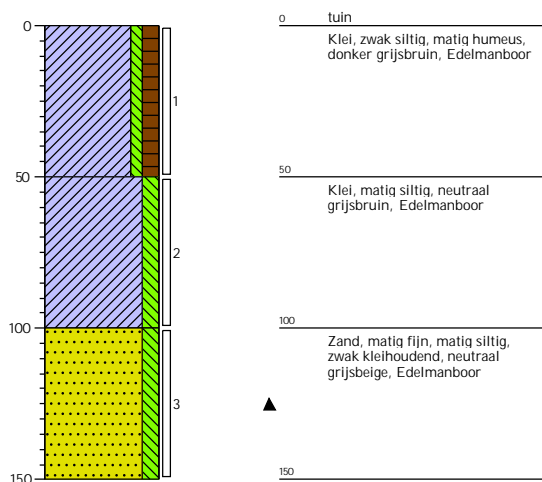 0
50
100
150
1
2
3
0 tuin
Klei, zwak siltig, matig humeus,
donker grijsbruin, Edelmanboor
50
Klei, matig siltig, neutraal
grijsbruin, Edelmanboor
100
Zand, matig fijn, matig siltig,
zwak kleihoudend, neutraal
grijsbeige, Edelmanboor
150